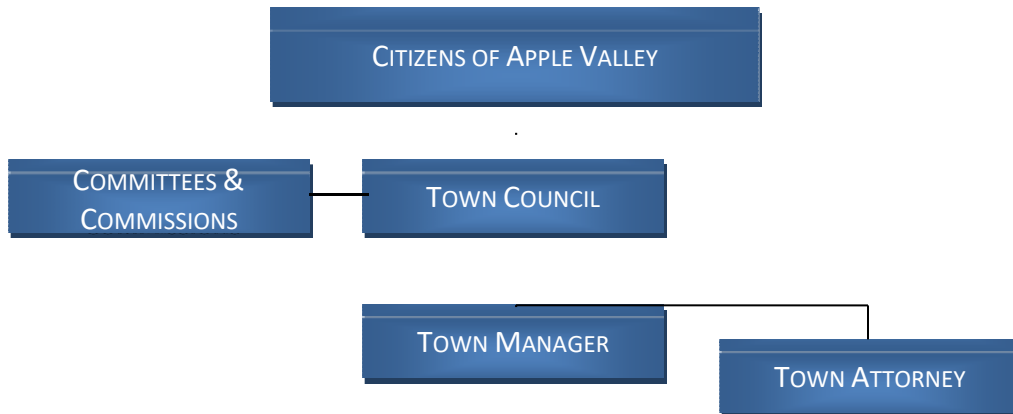 CITIZENS OF APPLE VALLEY
COMMITTEES &
COMMISSIONS
TOWN COUNCIL
TOWN MANAGER
TOWN ATTORNEY